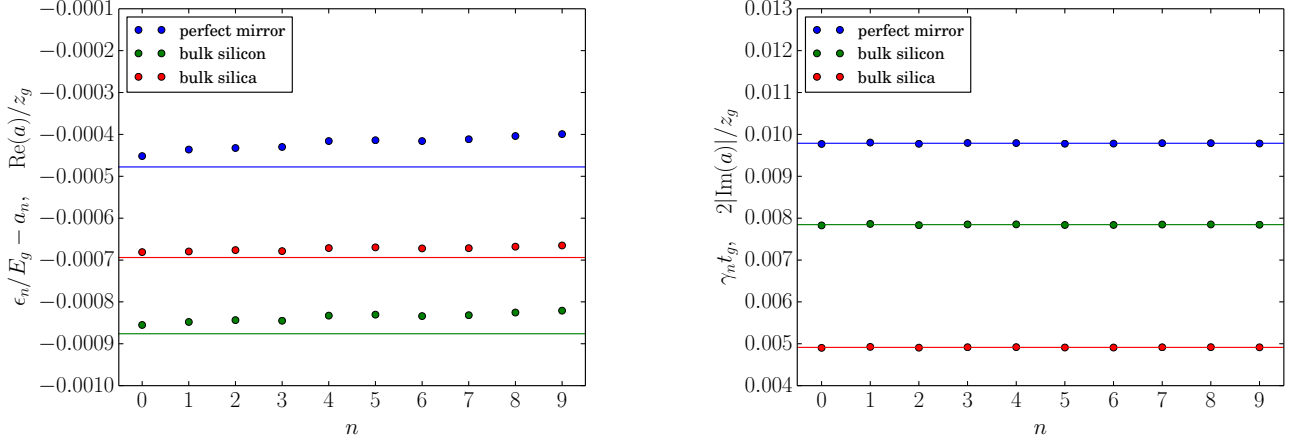 −0.0001
−0.0002
−0.0003
−0.0004
−0.0005
−0.0006
−0.0007
−0.0008
−0.0009
−0.0010
ϵₙ/E_g − aₙ, Re(a)/z_g
perfect mirror
bulk silicon
bulk silica
0 1 2 3 4 5 6 7 8 9
n
0.013
0.012
0.011
0.010
0.009
0.008
0.007
0.006
0.005
0.004
γₙt_g, 2|Im(a)|/z_g
perfect mirror
bulk silicon
bulk silica
0 1 2 3 4 5 6 7 8 9
n